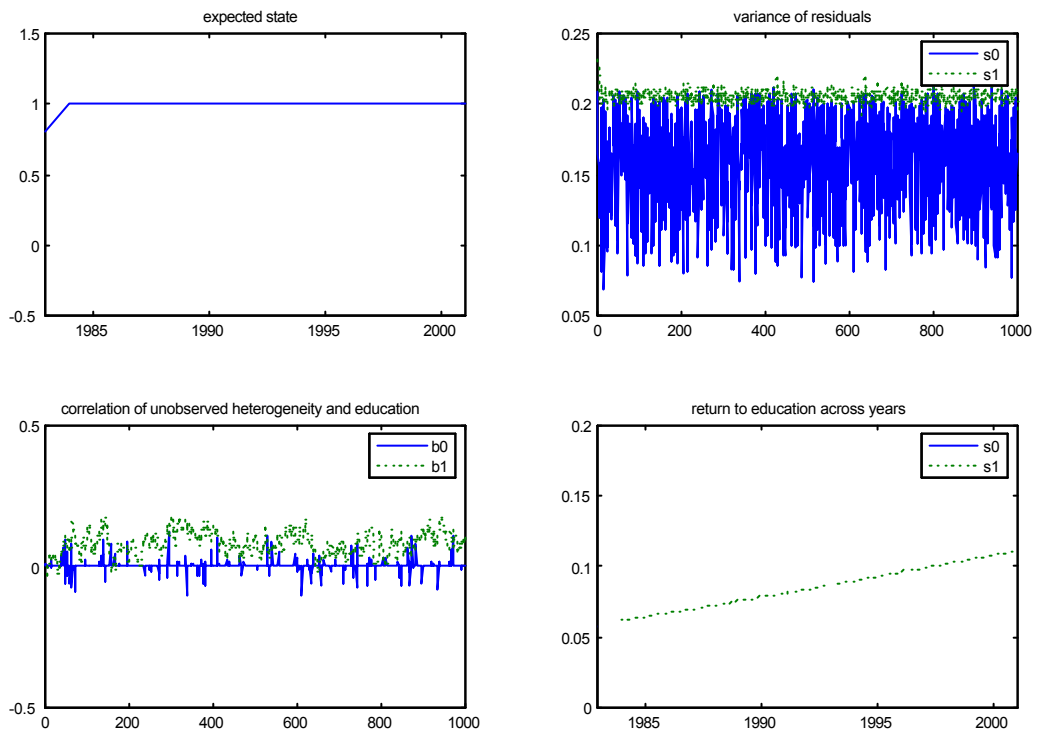 expected state
1.5
1
0.5
0
-0.5
1985 1990 1995 2000
variance of residuals
0.25
0.2
0.15
0.1
0.05
0 200 400 600 800 1000
s0
s1
correlation of unobserved heterogeneity and education
0.5
0
-0.5
0 200 400 600 800 1000
b0
b1
return to education across years
0.2
0.15
0.1
0.05
0
1985 1990 1995 2000
s0
s1